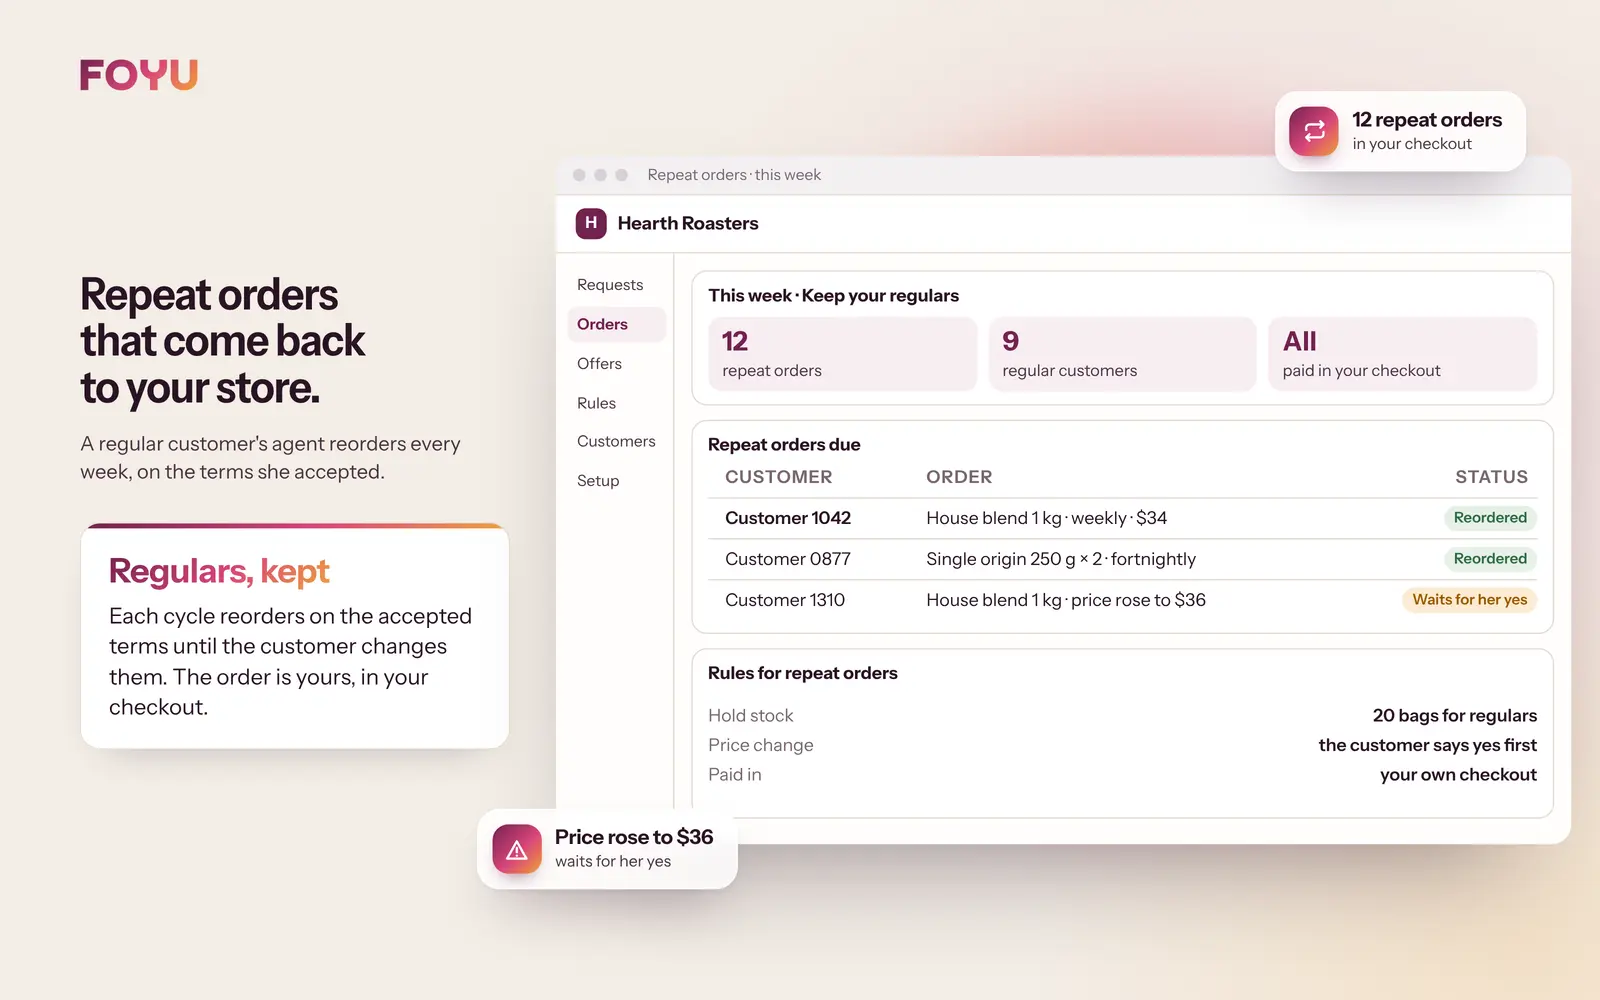 FOYU
Repeat orders
that come back
to your store.
A regular customer's agent reorders every
week, on the terms she accepted.
Regulars, kept
Each cycle reorders on the accepted
terms until the customer changes
them. The order is yours, in your
checkout.
12 repeat orders
in your checkout
Repeat orders · this week
H
Hearth Roasters
Requests
Orders
Offers
Rules
Customers
Setup
This week · Keep your regulars
12
repeat orders
9
regular customers
All
paid in your checkout
Repeat orders due
CUSTOMER ORDER STATUS
Customer 1042 House blend 1 kg · weekly · $34 Reordered
Customer 0877 Single origin 250 g × 2 · fortnightly Reordered
Customer 1310 House blend 1 kg · price rose to $36 Waits for her yes
Rules for repeat orders
Hold stock 20 bags for regulars
Price change the customer says yes first
Paid in your own checkout
Price rose to $36
waits for her yes